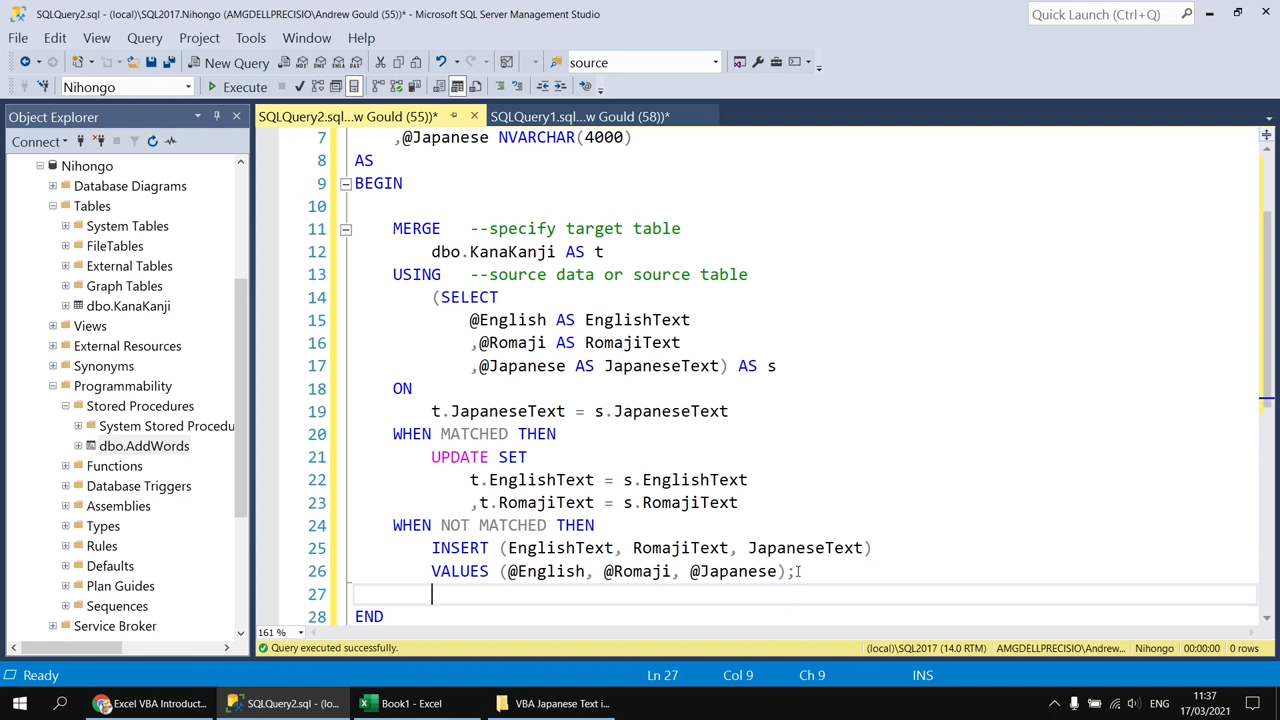 SQLQuery2.sql - (local)\SQL2017.Nihongo (AMGDELLPRECISIO\Andrew Gould (55))* - Microsoft SQL Server Management Studio
Quick Launch (Ctrl+Q)
File Edit View Query Project Tools Window Help
New Query
source
Nihongo
Execute
Object Explorer
SQLQuery2.sql...w Gould (55))*
SQLQuery1.sql...w Gould (58))*
Connect
Nihongo
Database Diagrams
Tables
System Tables
FileTables
External Tables
Graph Tables
dbo.KanaKanji
Views
External Resources
Synonyms
Programmability
Stored Procedures
System Stored Procedu
dbo.AddWords
Functions
Database Triggers
Assemblies
Types
Rules
Defaults
Plan Guides
Sequences
Service Broker
7 ,@Japanese NVARCHAR(4000)
8 AS
9 BEGIN
10
11 MERGE --specify target table
12 dbo.KanaKanji AS t
13 USING --source data or source table
14 (SELECT
15 @English AS EnglishText
16 ,@Romaji AS RomajiText
17 ,@Japanese AS JapaneseText) AS s
18 ON
19 t.JapaneseText = s.JapaneseText
20 WHEN MATCHED THEN
21 UPDATE SET
22 t.EnglishText = s.EnglishText
23 ,t.RomajiText = s.RomajiText
24 WHEN NOT MATCHED THEN
25 INSERT (EnglishText, RomajiText, JapaneseText)
26 VALUES (@English, @Romaji, @Japanese);
27
28 END
161 %
Query executed successfully.
(local)\SQL2017 (14.0 RTM) AMGDELLPRECISIO\Andrew... Nihongo 00:00:00 0 rows
Ready
Ln 27 Col 9 Ch 9 INS
Excel VBA Introduct...
SQLQuery2.sql - (lo...
Book1 - Excel
VBA Japanese Text i...
ENG
11:37
17/03/2021